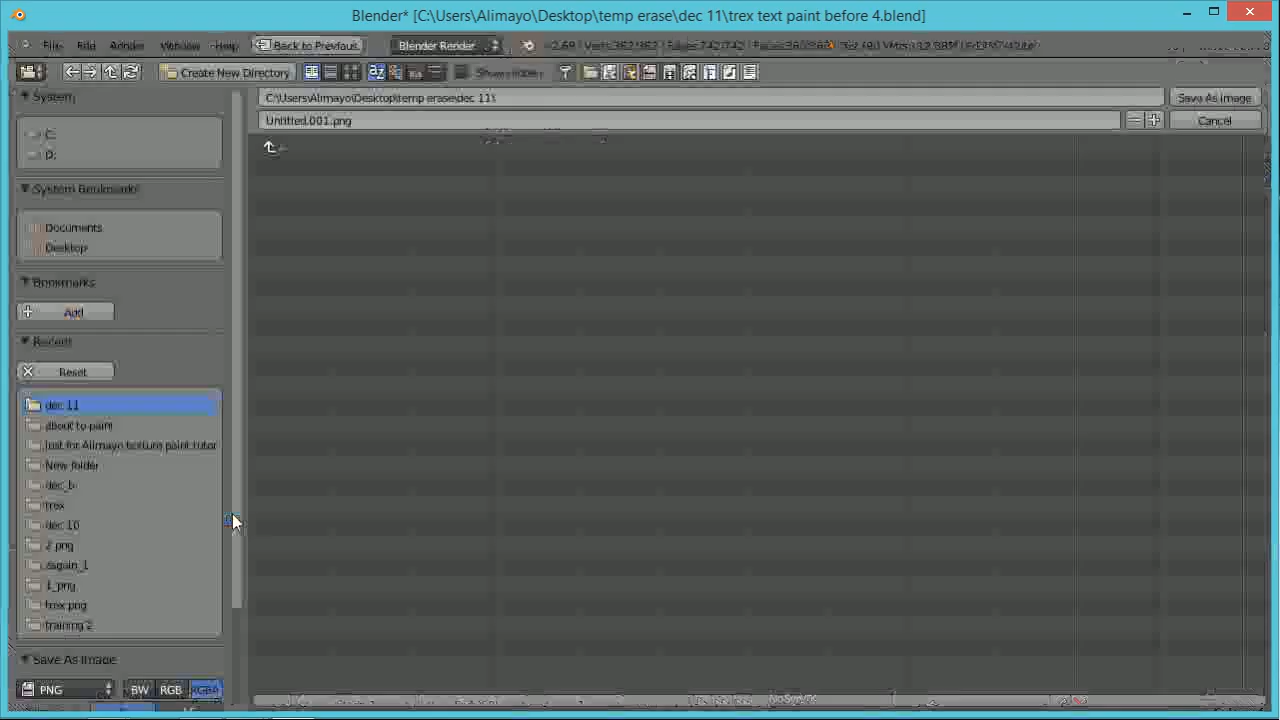 Blender* [C:\Users\Alimayo\Desktop\temp erase\dec 11\trex text paint before 4.blend]
File Render Window Help Back to Previous Blender Render
Create New Directory
System
C:\Users\Alimayo\Desktop\temp erase\dec 11\ Save As Image
Untitled.001.png Cancel
C:
D:
System Bookmarks
Documents
Desktop
Bookmarks
Add
Recent
Reset
dec 11
about to paint
New folder
dec_b
trex
dec 10
2 png
1_png
trex png
training 2
Save As Image
PNG BW RGB RGBA